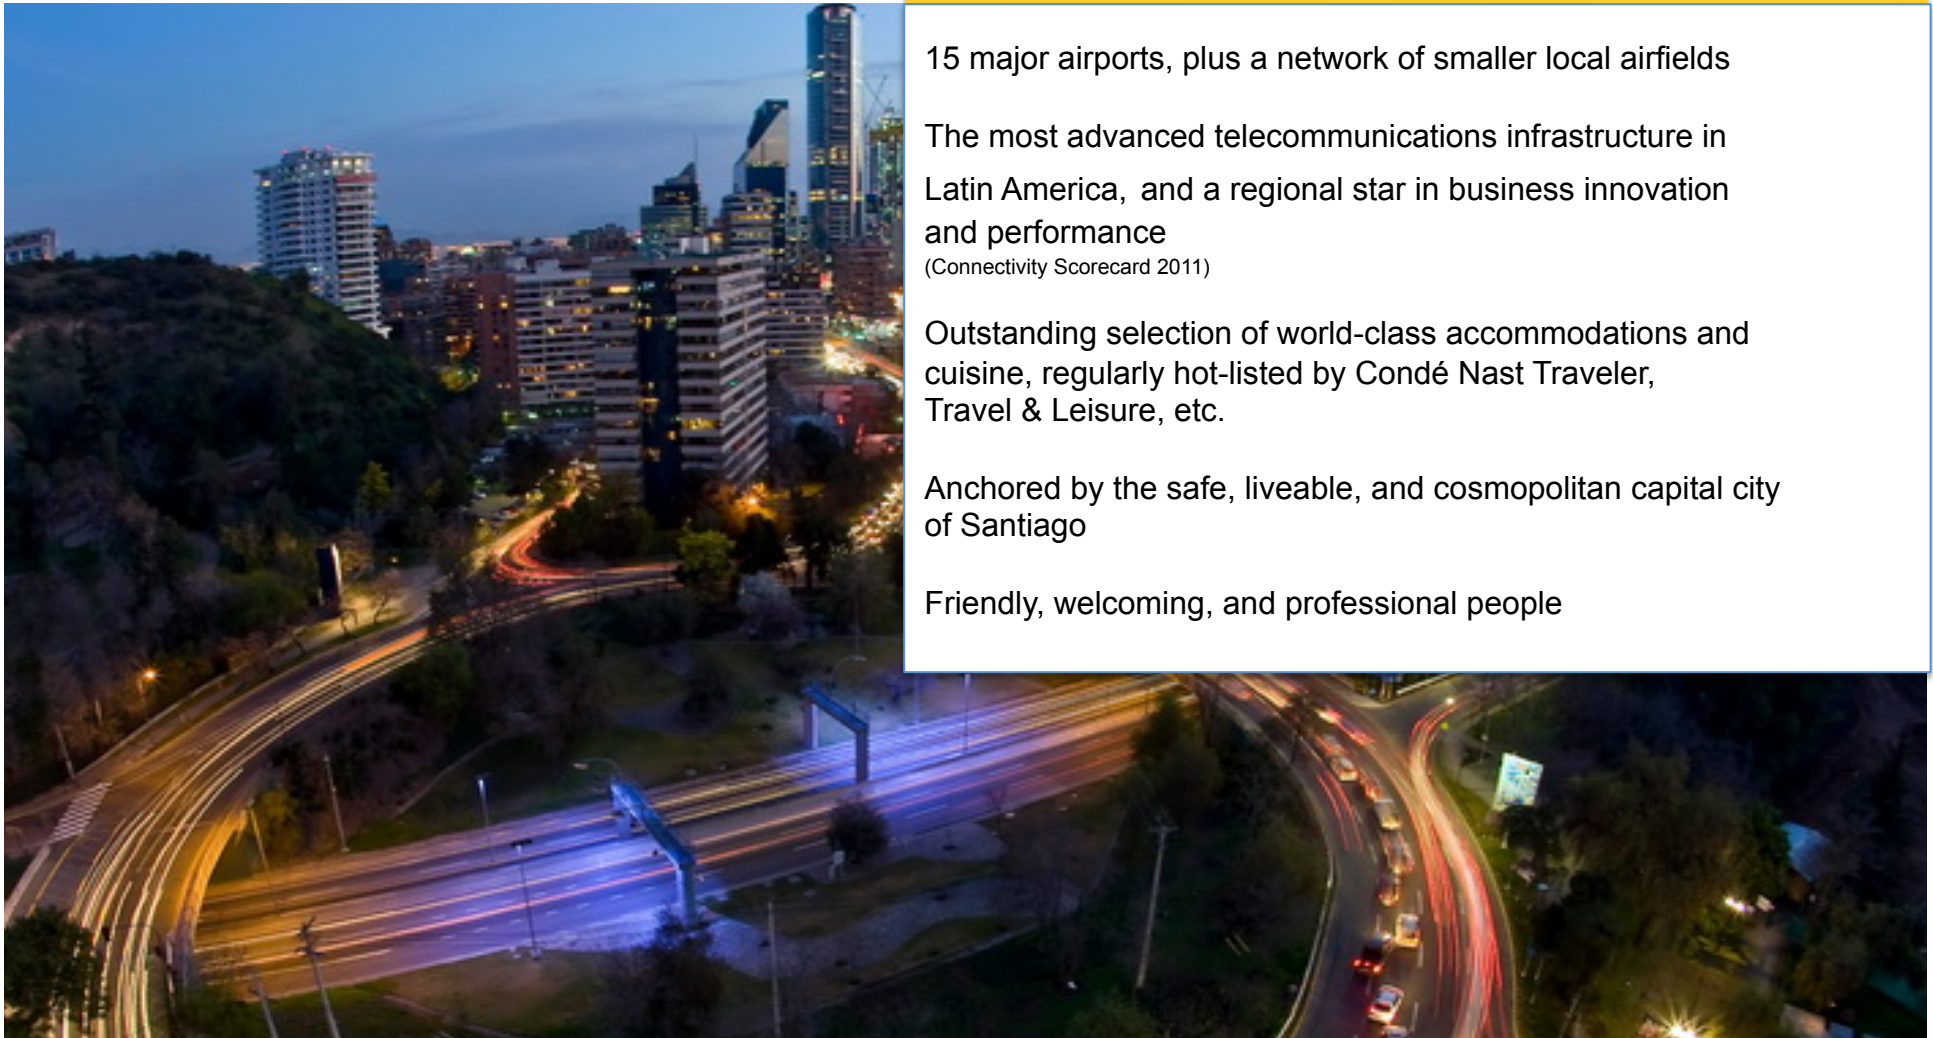 15 major airports, plus a network of smaller local airfields
The most advanced telecommunications infrastructure in
Latin America, and a regional star in business innovation
and performance
(Connectivity Scorecard 2011)
Outstanding selection of world-class accommodations and
cuisine, regularly hot-listed by Condé Nast Traveler,
Travel & Leisure, etc.
Anchored by the safe, liveable, and cosmopolitan capital city
of Santiago
Friendly, welcoming, and professional people